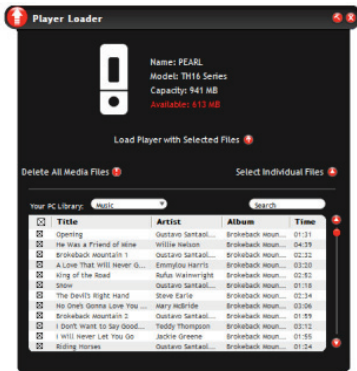 Player Loader
Name: PEARL
Model: TH16 Series
Capacity: 941 MB
Available: 613 MB
Load Player with Selected Files
Delete All Media Files Select Individual Files
Your PC Library: Music Search
Title Artist Album Time
Opening Gustavo Santaol... Brokeback Moun... 01:31
He Was a Friend of Mine Willie Nelson Brokeback Moun... 04:39
Brokeback Mountain 1 Gustavo Santaol... Brokeback Moun... 02:32
A Love That Will Never G... Emmylou Harris Brokeback Moun... 03:20
King of the Road Rufus Wainwright Brokeback Moun... 02:52
Snow Gustavo Santaol... Brokeback Moun... 01:18
The Devil's Right Hand Steve Earle Brokeback Moun... 02:34
No One's Gonna Love You ... Mary McBride Brokeback Moun... 03:06
Brokeback Mountain 2 Gustavo Santaol... Brokeback Moun... 01:59
I Don't Want to Say Good... Teddy Thompson Brokeback Moun... 03:12
I Will Never Let You Go Jackie Greene Brokeback Moun... 01:55
Riding Horses Gustavo Santaol... Brokeback Moun... 01:24